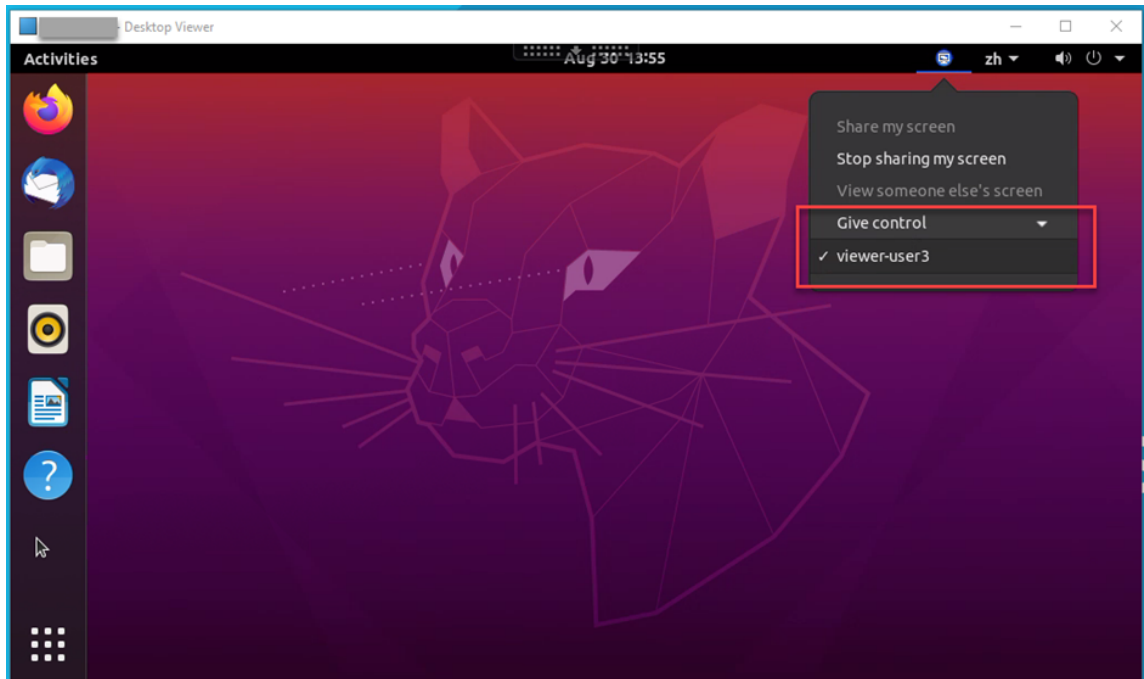 - Desktop Viewer
Activities
Aug 30 13:55
zh
Share my screen
Stop sharing my screen
View someone else's screen
Give control
✓ viewer-user3
?